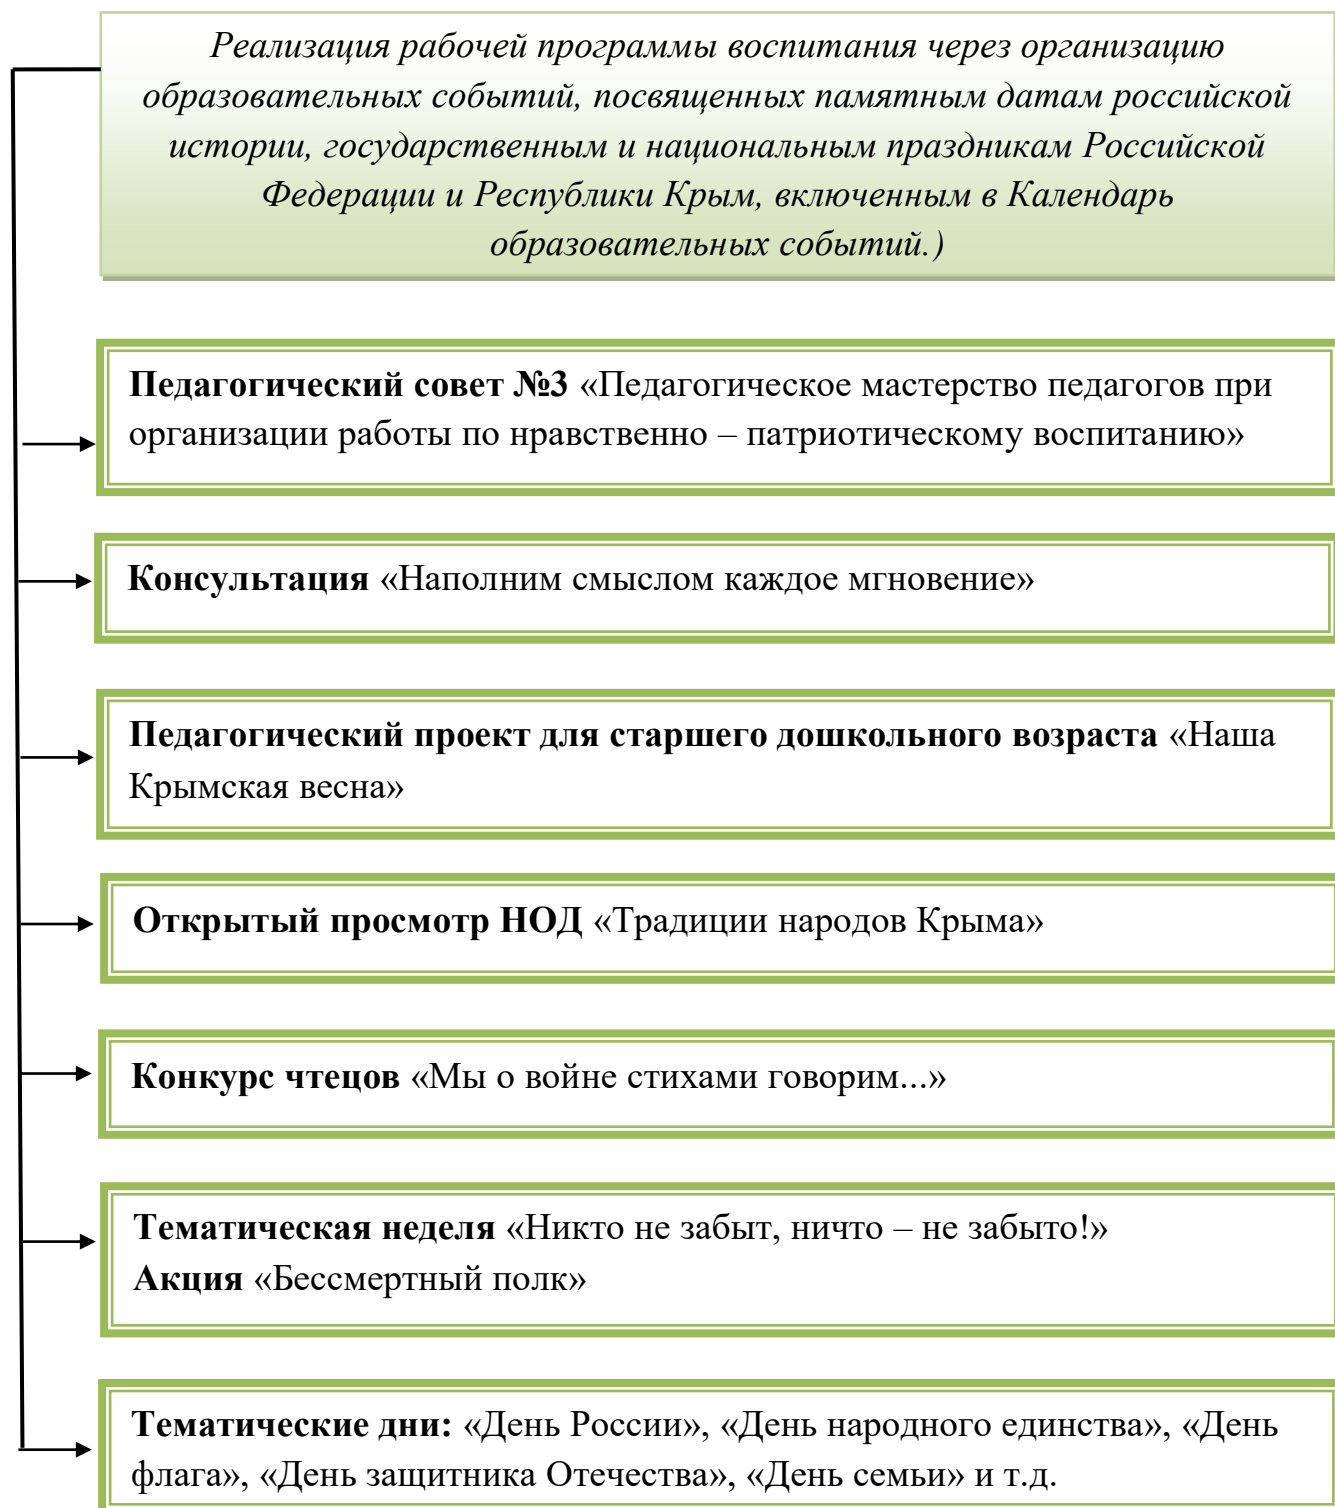 Реализация рабочей программы воспитания через организацию
образовательных событий, посвященных памятным датам российской
истории, государственным и национальным праздникам Российской
Федерации и Республики Крым, включенным в Календарь
образовательных событий.)
Педагогический совет №3 «Педагогическое мастерство педагогов при
организации работы по нравственно – патриотическому воспитанию»
Консультация «Наполним смыслом каждое мгновение»
Педагогический проект для старшего дошкольного возраста «Наша
Крымская весна»
Открытый просмотр НОД «Традиции народов Крыма»
Конкурс чтецов «Мы о войне стихами говорим...»
Тематическая неделя «Никто не забыт, ничто – не забыто!»
Акция «Бессмертный полк»
Тематические дни: «День России», «День народного единства», «День
флага», «День защитника Отечества», «День семьи» и т.д.